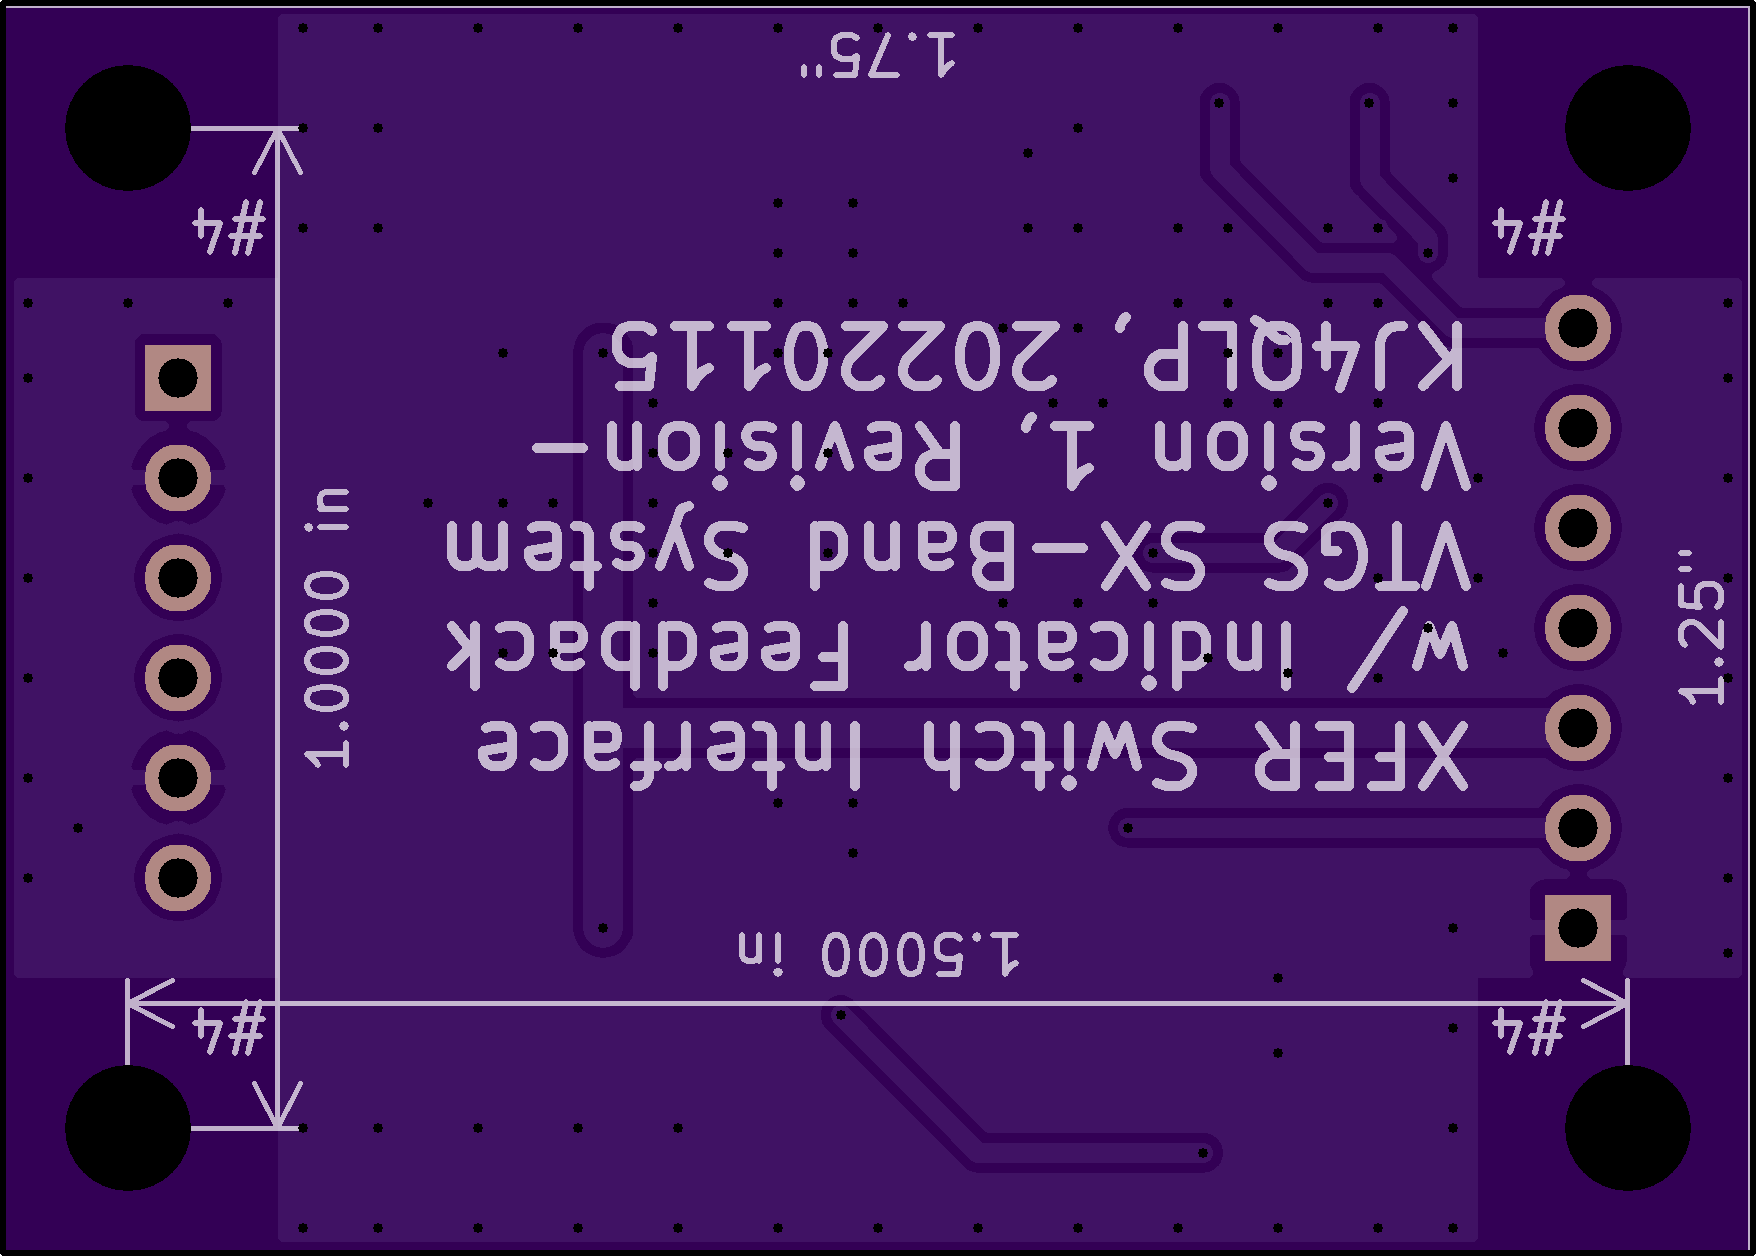 #4
#4
1.5000 in
XFER Switch Interface
w/ Indicator Feedback
VTGS SX-Band System
Version 1, Revision-
KJ4QLP, 20220115
1.25"
1.0000 in
#4
#4
1.75"